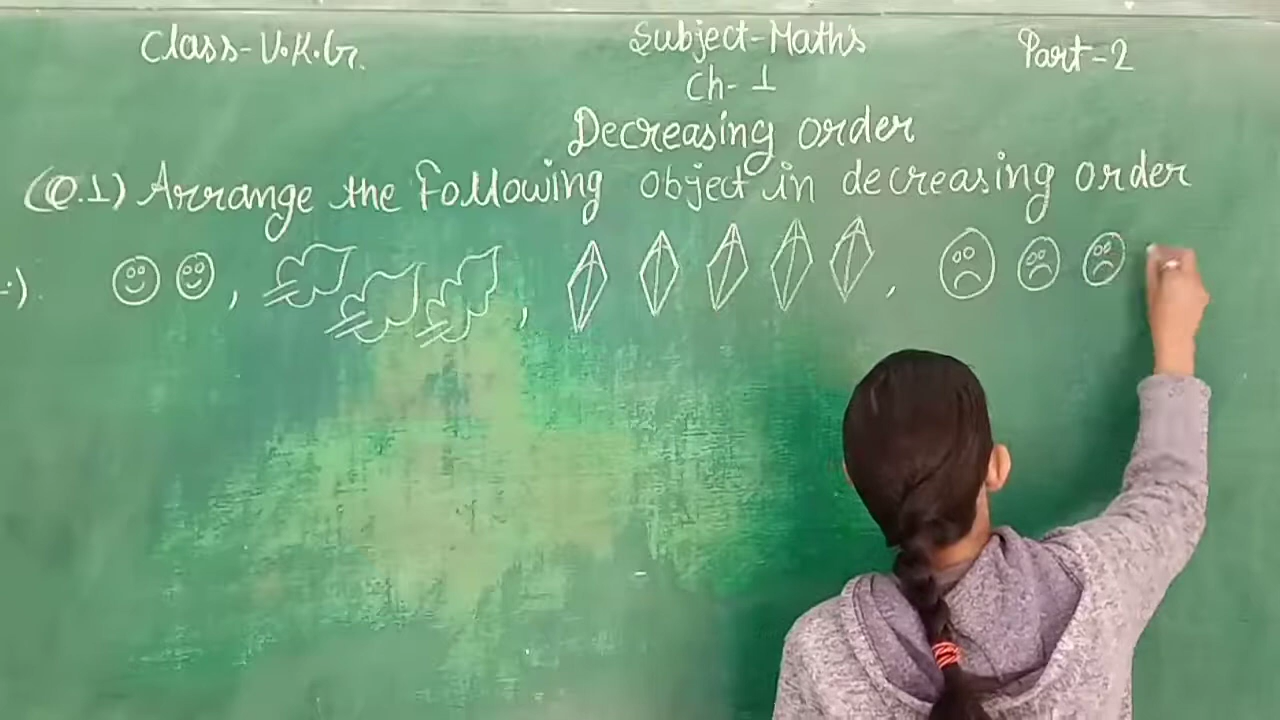 Class-U.K.G. Subject-Maths Part-2
Ch-1
Decreasing order
(Q.1) Arrange the following object in decreasing order